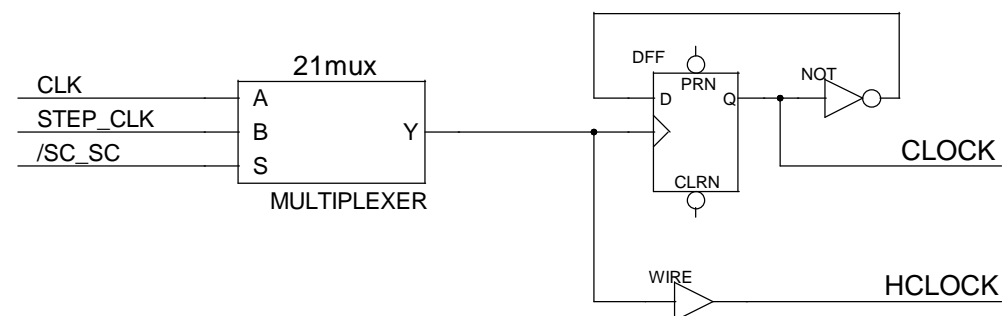 21mux
CLK
STEP_CLK
/SC_SC
A
B
S
Y
MULTIPLEXER
DFF
PRN
D
Q
CLRN
NOT
CLOCK
WIRE
HCLOCK